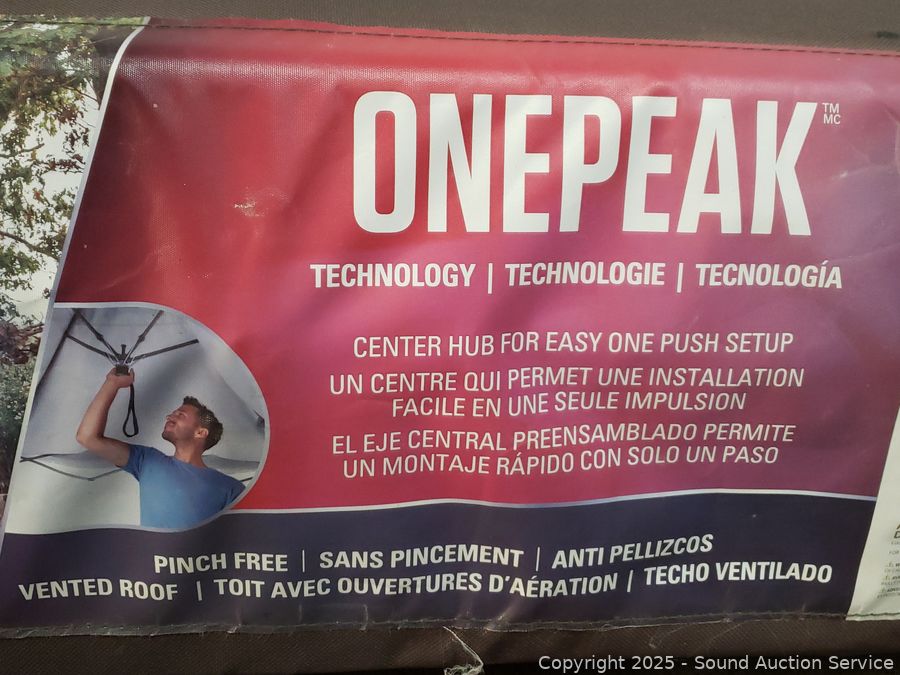 ONEPEAK
TM
MC
TECHNOLOGY | TECHNOLOGIE | TECNOLOGÍA
CENTER HUB FOR EASY ONE PUSH SETUP
UN CENTRE QUI PERMET UNE INSTALLATION
FACILE EN UNE SEULE IMPULSION
EL EJE CENTRAL PREENSAMBLADO PERMITE
UN MONTAJE RÁPIDO CON SOLO UN PASO
PINCH FREE | SANS PINCEMENT | ANTI PELLIZCOS
VENTED ROOF | TOIT AVEC OUVERTURES D'AÉRATION | TECHO VENTILADO
Copyright 2025 - Sound Auction Service